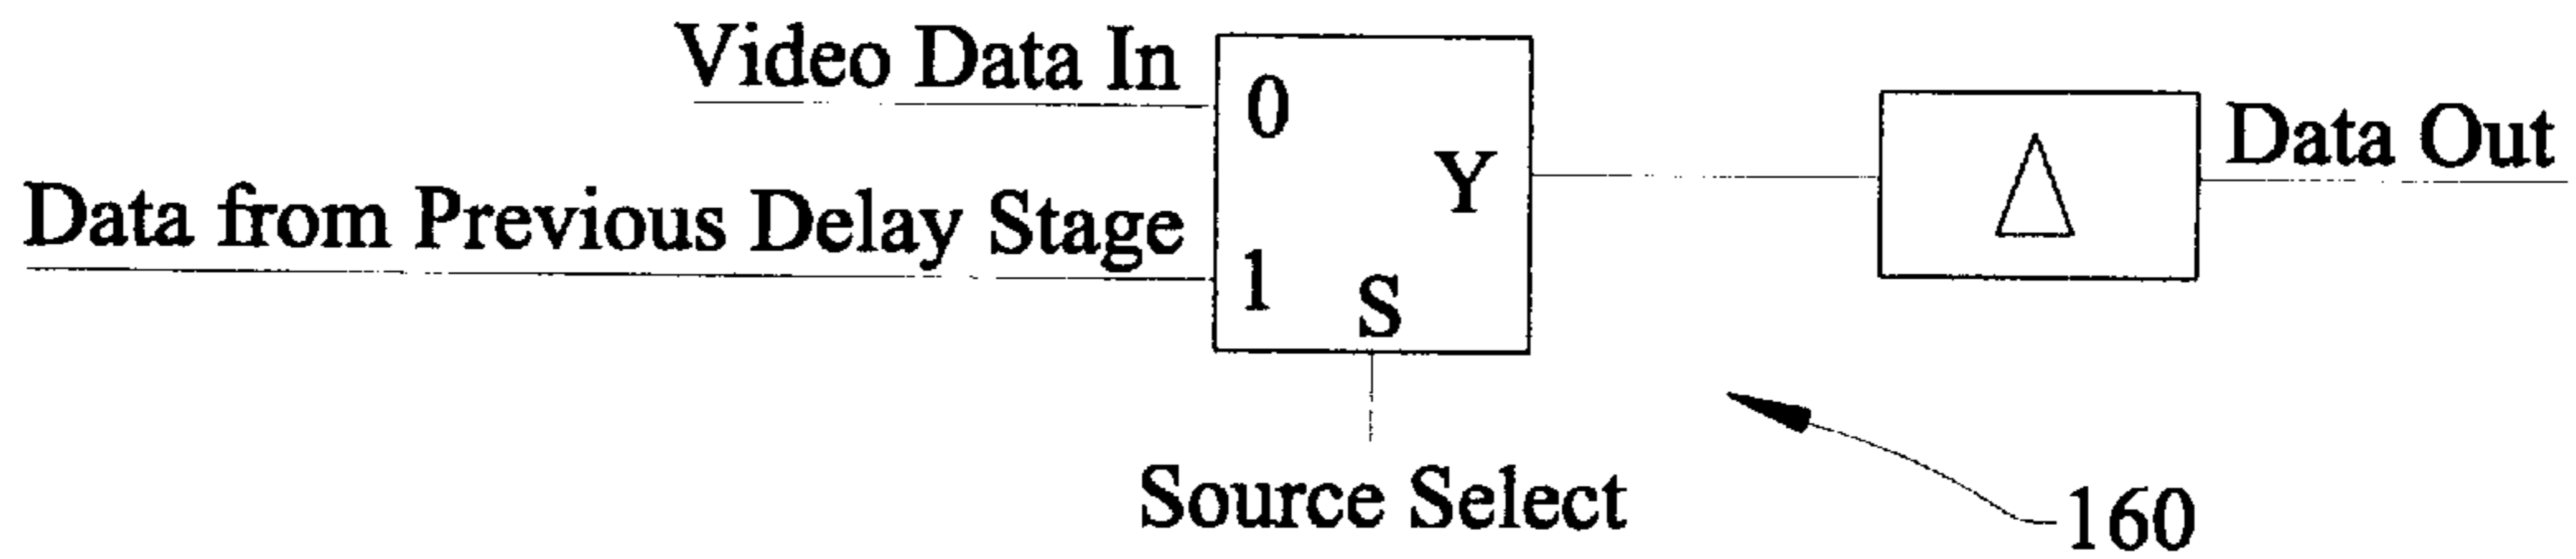 Video Data In
0
Y
Data Out
Data from Previous Delay Stage
1
S
Δ
Source Select
160